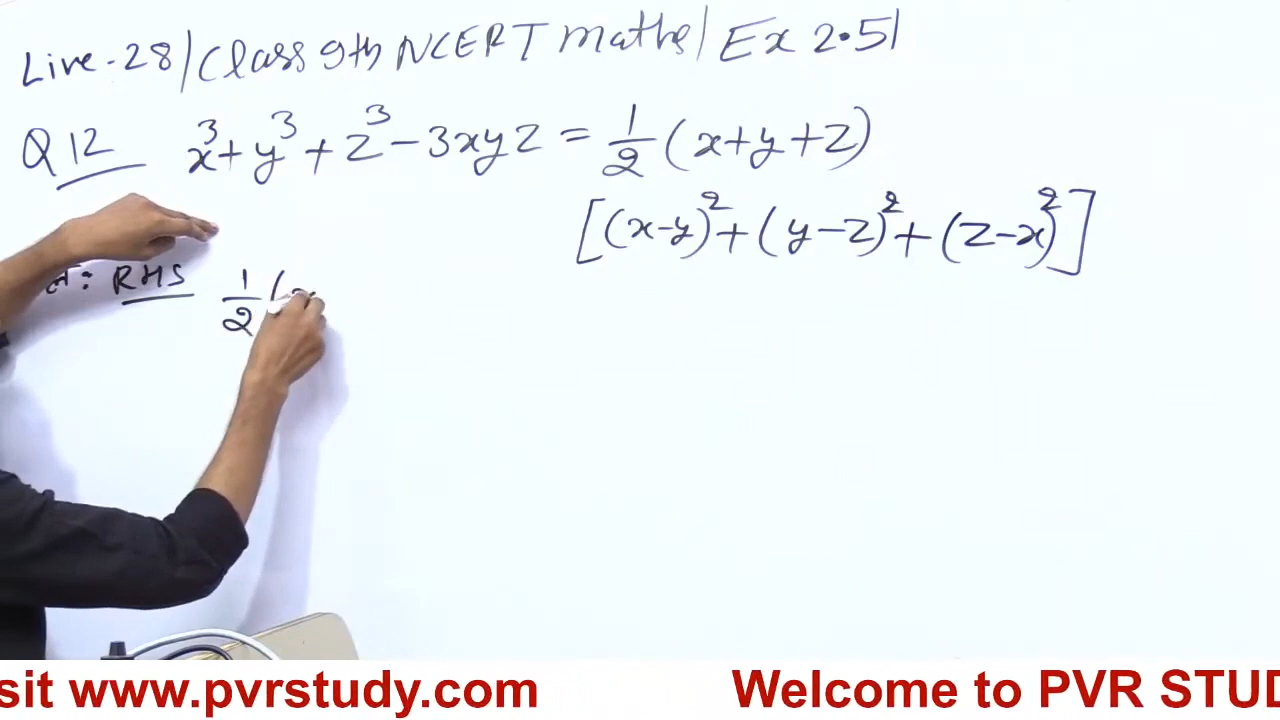 Live-28/Class 9th NCERT maths/Ex 2.5/
Q12 x³+y³+z³-3xyz = 1/2 (x+y+z)
[(x-y)²+(y-z)²+(z-x)²]
: RHS 1/2 (
sit www.pvrstudy.com Welcome to PVR STUD